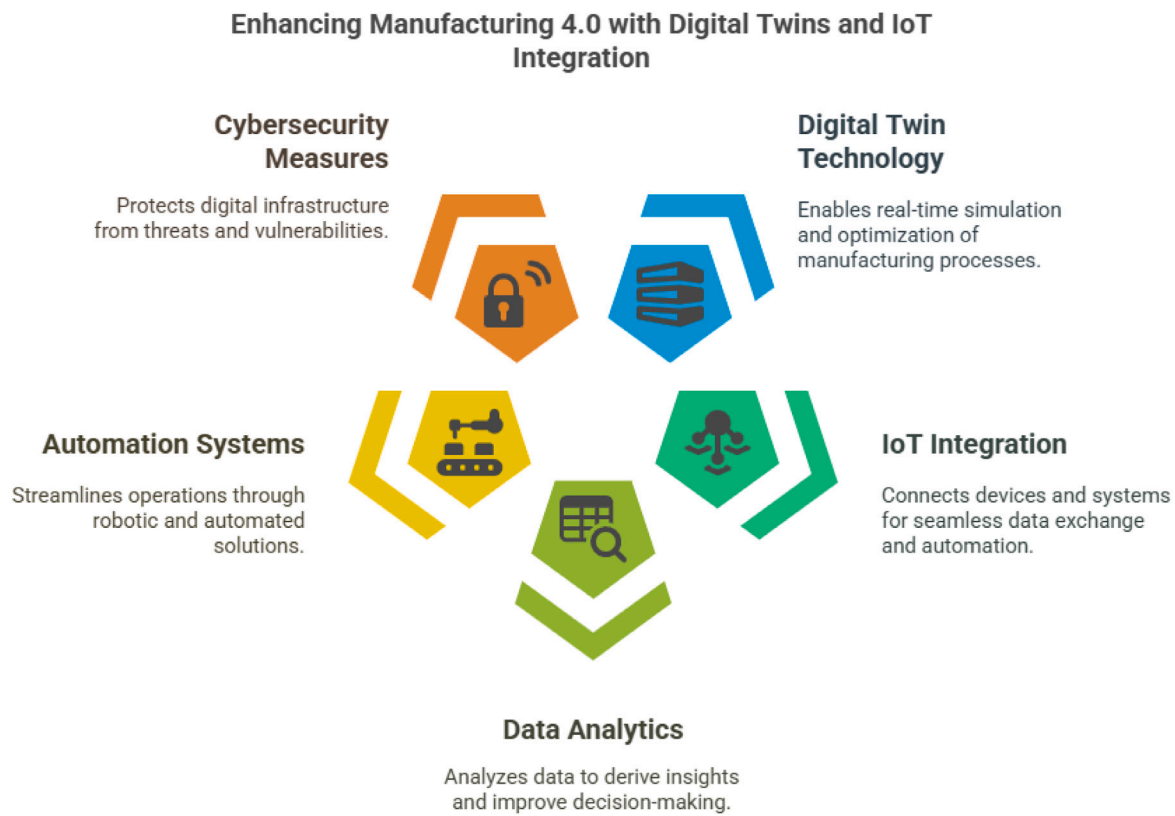 Enhancing Manufacturing 4.0 with Digital Twins and IoT
Integration
Cybersecurity
Measures
Protects digital infrastructure
from threats and vulnerabilities.
Digital Twin
Technology
Enables real-time simulation
and optimization of
manufacturing processes.
Automation Systems
Streamlines operations through
robotic and automated
solutions.
IoT Integration
Connects devices and systems
for seamless data exchange
and automation.
Data Analytics
Analyzes data to derive insights
and improve decision-making.